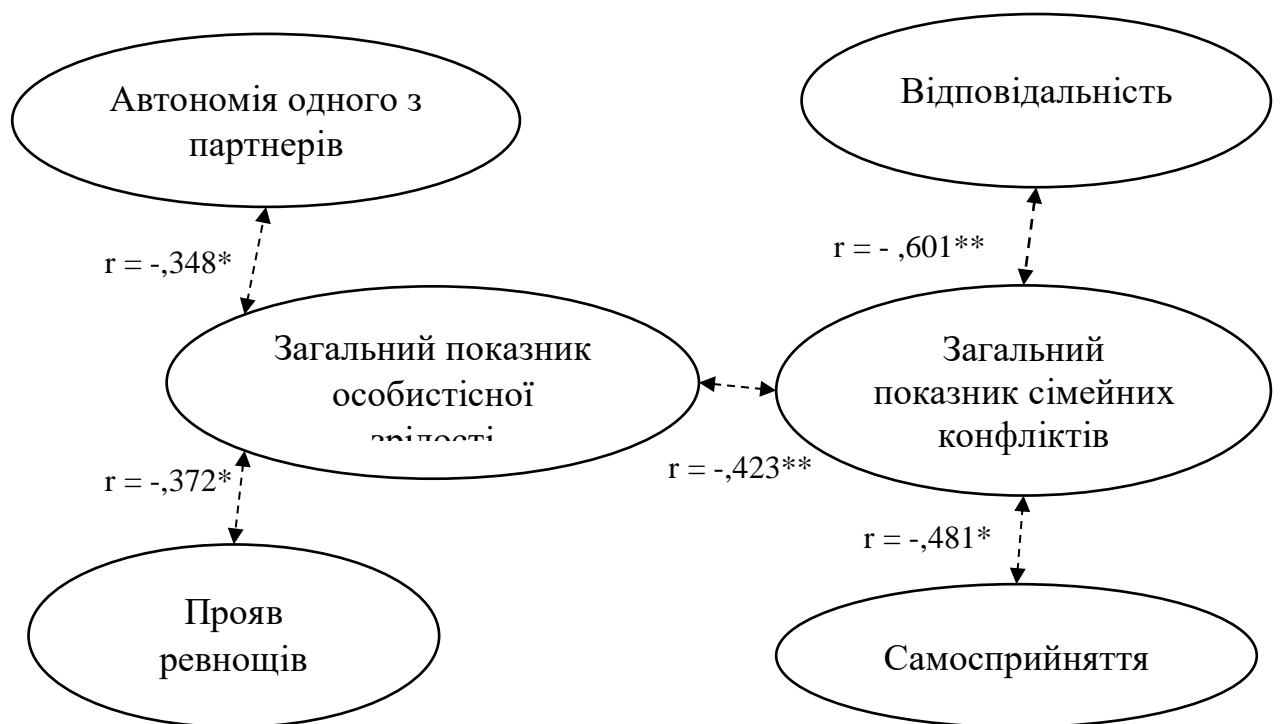 Автономія одного з
партнерів
Відповідальність
r = -,348*
r = - ,601**
Загальний показник
особистісної
зрілості
Загальний
показник сімейних
конфліктів
r = -,372*
r = -,423**
r = -,481*
Прояв
ревнощів
Самосприйняття